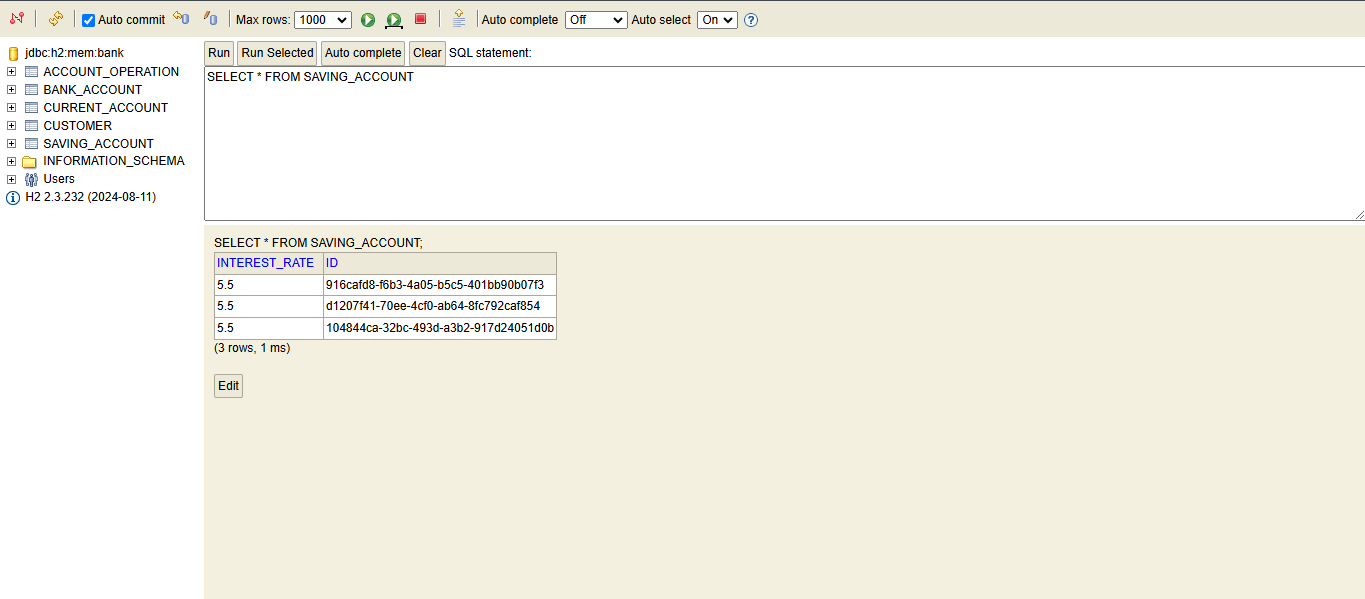 Auto commit Max rows: 1000 Auto complete Off Auto select On ?
jdbc:h2:mem:bank
ACCOUNT_OPERATION
BANK_ACCOUNT
CURRENT_ACCOUNT
CUSTOMER
SAVING_ACCOUNT
INFORMATION_SCHEMA
Users
H2 2.3.232 (2024-08-11)
Run Run Selected Auto complete Clear SQL statement:
SELECT * FROM SAVING_ACCOUNT
SELECT * FROM SAVING_ACCOUNT;
INTEREST_RATE ID
5.5 916cafd8-f6b3-4a05-b5c5-401bb90b07f3
5.5 d1207f41-70ee-4cf0-ab64-8fc792caf854
5.5 104844ca-32bc-493d-a3b2-917d24051d0b
(3 rows, 1 ms)
Edit